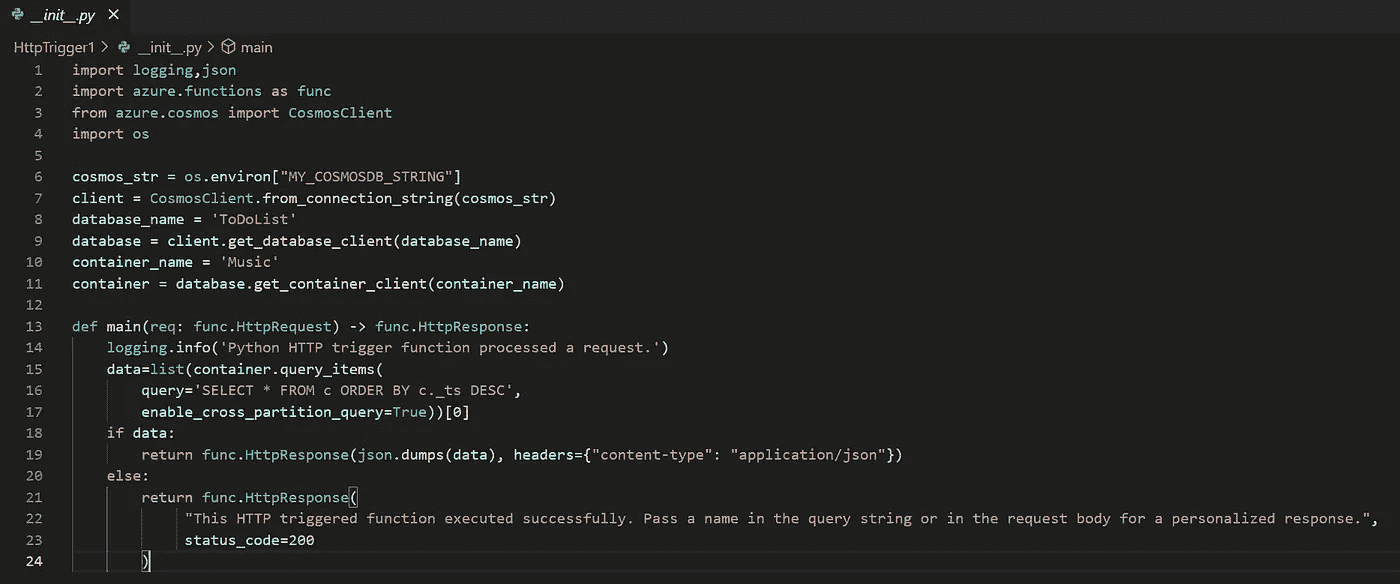 __init__.py ×
HttpTrigger1 > __init__.py > main
1 import logging,json
2 import azure.functions as func
3 from azure.cosmos import CosmosClient
4 import os
5
6 cosmos_str = os.environ["MY_COSMOSDB_STRING"]
7 client = CosmosClient.from_connection_string(cosmos_str)
8 database_name = 'ToDoList'
9 database = client.get_database_client(database_name)
10 container_name = 'Music'
11 container = database.get_container_client(container_name)
12
13 def main(req: func.HttpRequest) -> func.HttpResponse:
14     logging.info('Python HTTP trigger function processed a request.')
15     data=list(container.query_items(
16         query='SELECT * FROM c ORDER BY c._ts DESC',
17         enable_cross_partition_query=True))[0]
18     if data:
19         return func.HttpResponse(json.dumps(data), headers={"content-type": "application/json"})
20     else:
21         return func.HttpResponse(
22              "This HTTP triggered function executed successfully. Pass a name in the query string or in the request body for a personalized response.",
23              status_code=200
24         )